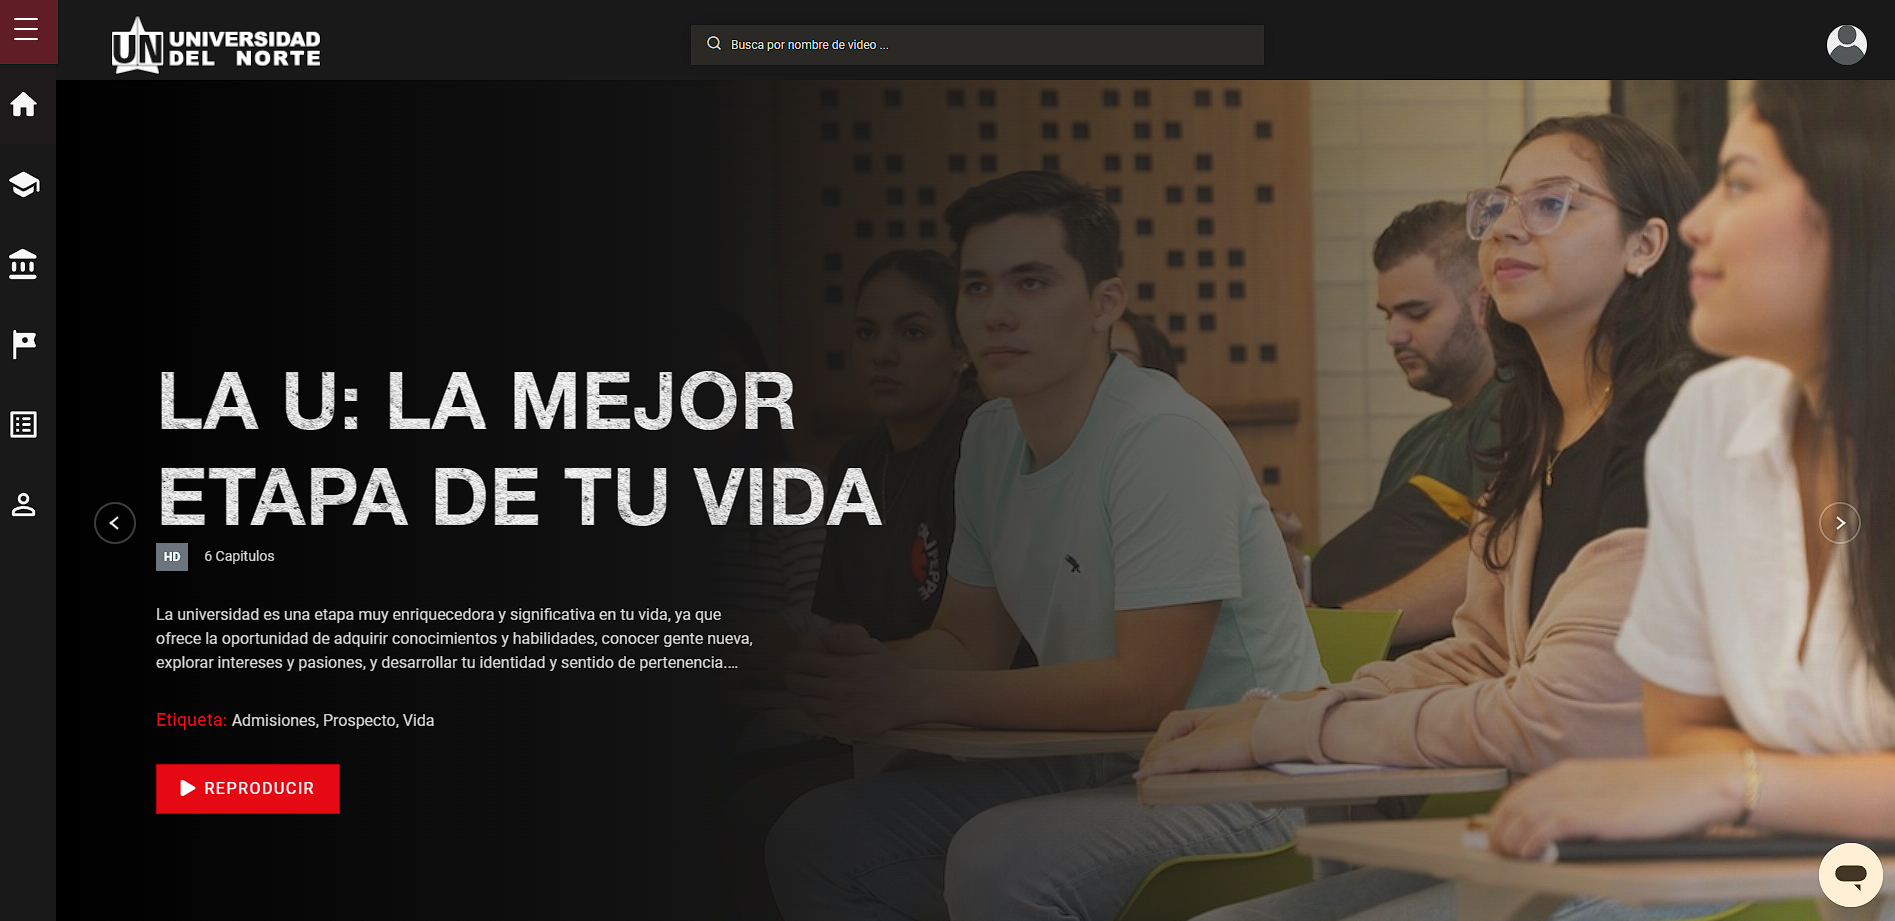 UN UNIVERSIDAD
DEL NORTE
Busca por nombre de video ...
LA U: LA MEJOR
ETAPA DE TU VIDA
HD 6 Capitulos
La universidad es una etapa muy enriquecedora y significativa en tu vida, ya que
ofrece la oportunidad de adquirir conocimientos y habilidades, conocer gente nueva,
explorar intereses y pasiones, y desarrollar tu identidad y sentido de pertenencia....
Etiqueta: Admisiones, Prospecto, Vida
REPRODUCIR